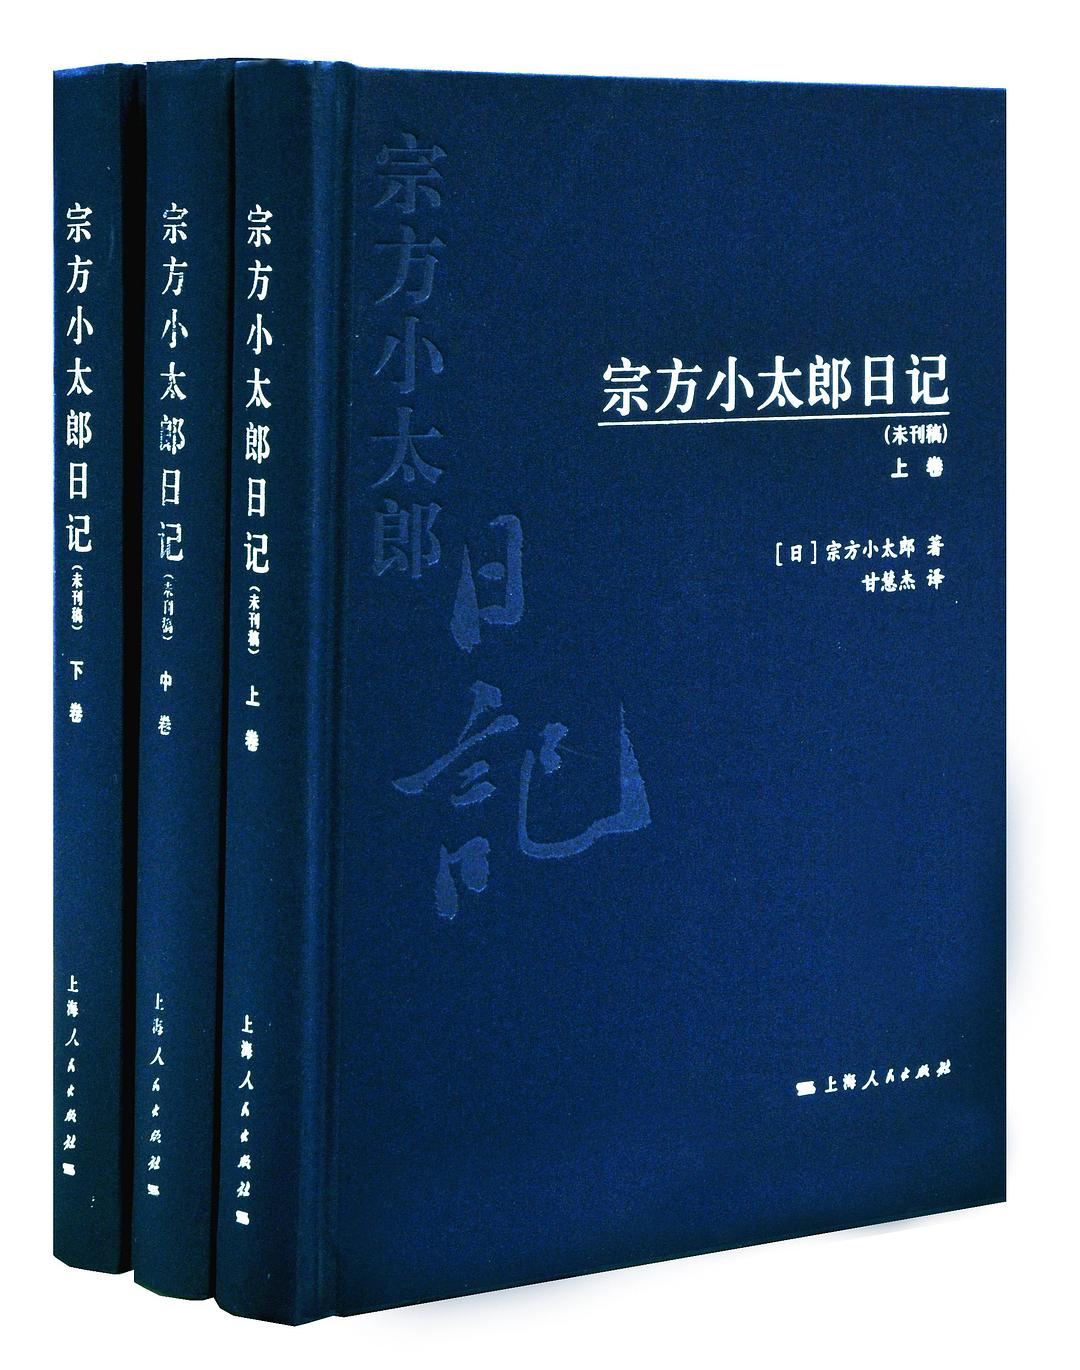 宗方小太郎日记(未刊稿) 下卷
上海人民出版社
宗方小太郎日记(未刊稿) 中卷
上海人民出版社
宗方小太郎日记(未刊稿) 上卷
上海人民出版社
宗方小太郎
日記
宗方小太郎日记
(未刊稿)
上 卷
[日]宗方小太郎 著
甘慧杰 译
上海人民出版社